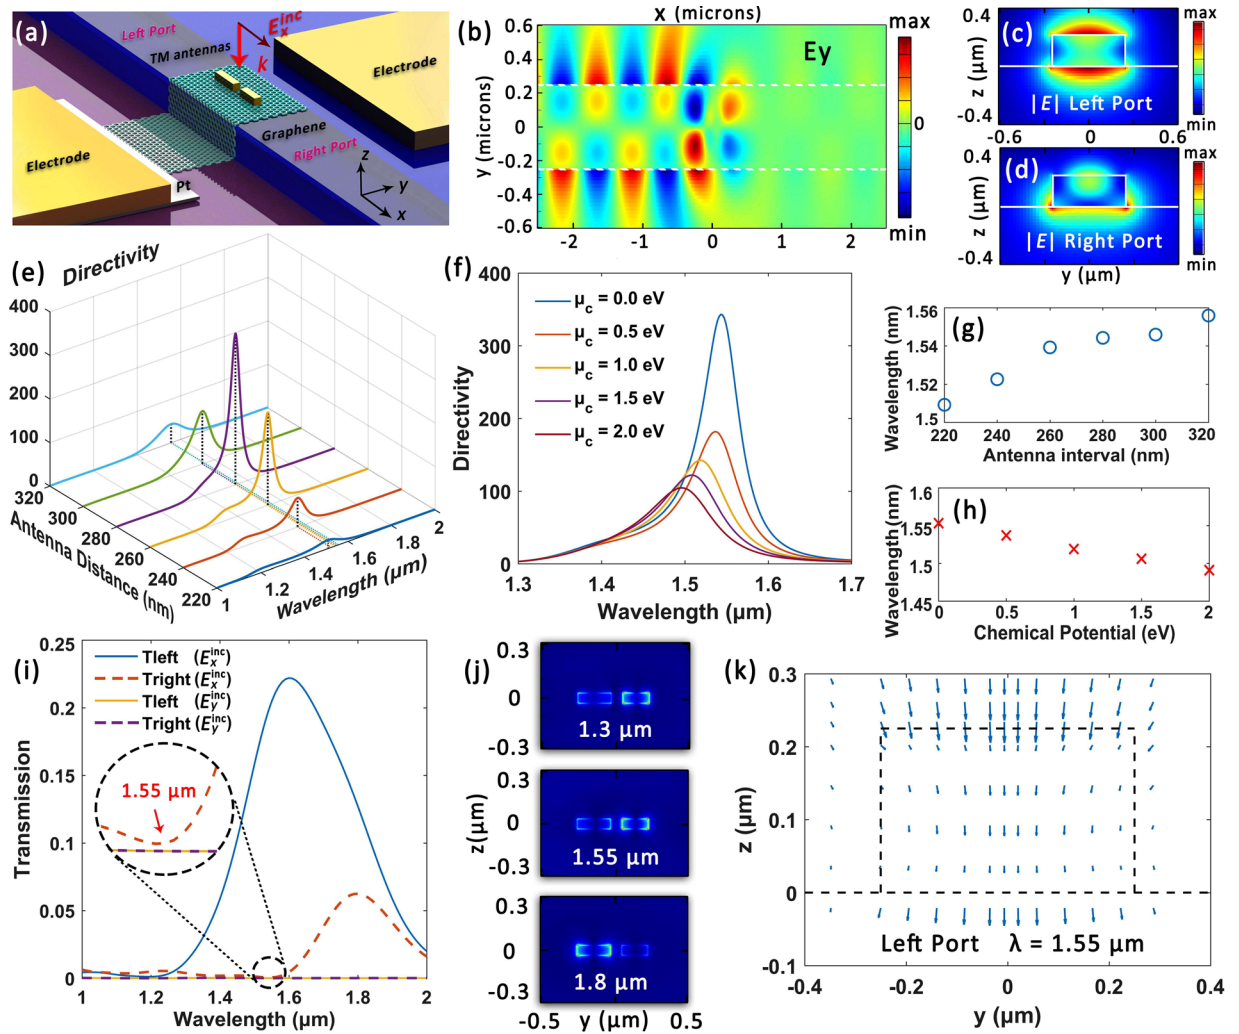 (a)
Left Port
E_x^inc
TM antennas
k
Electrode
Graphene
Right Port
Electrode
Pt
z
y
x
(b)
x (microns)
max
0.6
0.4
0.2
0
-0.2
-0.4
-0.6
y (microns)
Ey
0
min
-2 -1 0 1 2
(c)
max
0.4
0
-0.4
z (µm)
|E| Left Port
min
-0.6 0 0.6
(d)
max
0.4
0
-0.4
z (µm)
|E| Right Port
min
y (µm)
(e)
Directivity
400
300
200
100
0
320
300
280
260
240
220
Antenna Distance (nm)
1 1.2 1.4 1.6 1.8 2
Wavelength (µm)
(f)
400
300
200
100
0
Directivity
µc = 0.0 eV
µc = 0.5 eV
µc = 1.0 eV
µc = 1.5 eV
µc = 2.0 eV
1.3 1.4 1.5 1.6 1.7
Wavelength (µm)
(g)
1.56
1.54
1.52
1.5
Wavelength(nm)
220 240 260 280 300 320
Antenna interval (nm)
(h)
1.6
1.55
1.5
1.45
Wavelength(nm)
0 0.5 1 1.5 2
Chemical Potential (eV)
(i)
0.25
0.2
0.15
0.1
0.05
0
Transmission
Tleft (E_x^inc)
Tright (E_x^inc)
Tleft (E_y^inc)
Tright (E_y^inc)
1.55 µm
1 1.2 1.4 1.6 1.8 2
Wavelength (µm)
(j)
0.3
0
-0.3
1.3 µm
0.3
0
-0.3
z(µm)
1.55 µm
0.3
0
-0.3
1.8 µm
-0.5 y (µm) 0.5
(k)
0.3
0.2
0.1
0
-0.1
z (µm)
Left Port λ = 1.55 µm
-0.4 -0.2 0 0.2 0.4
y (µm)